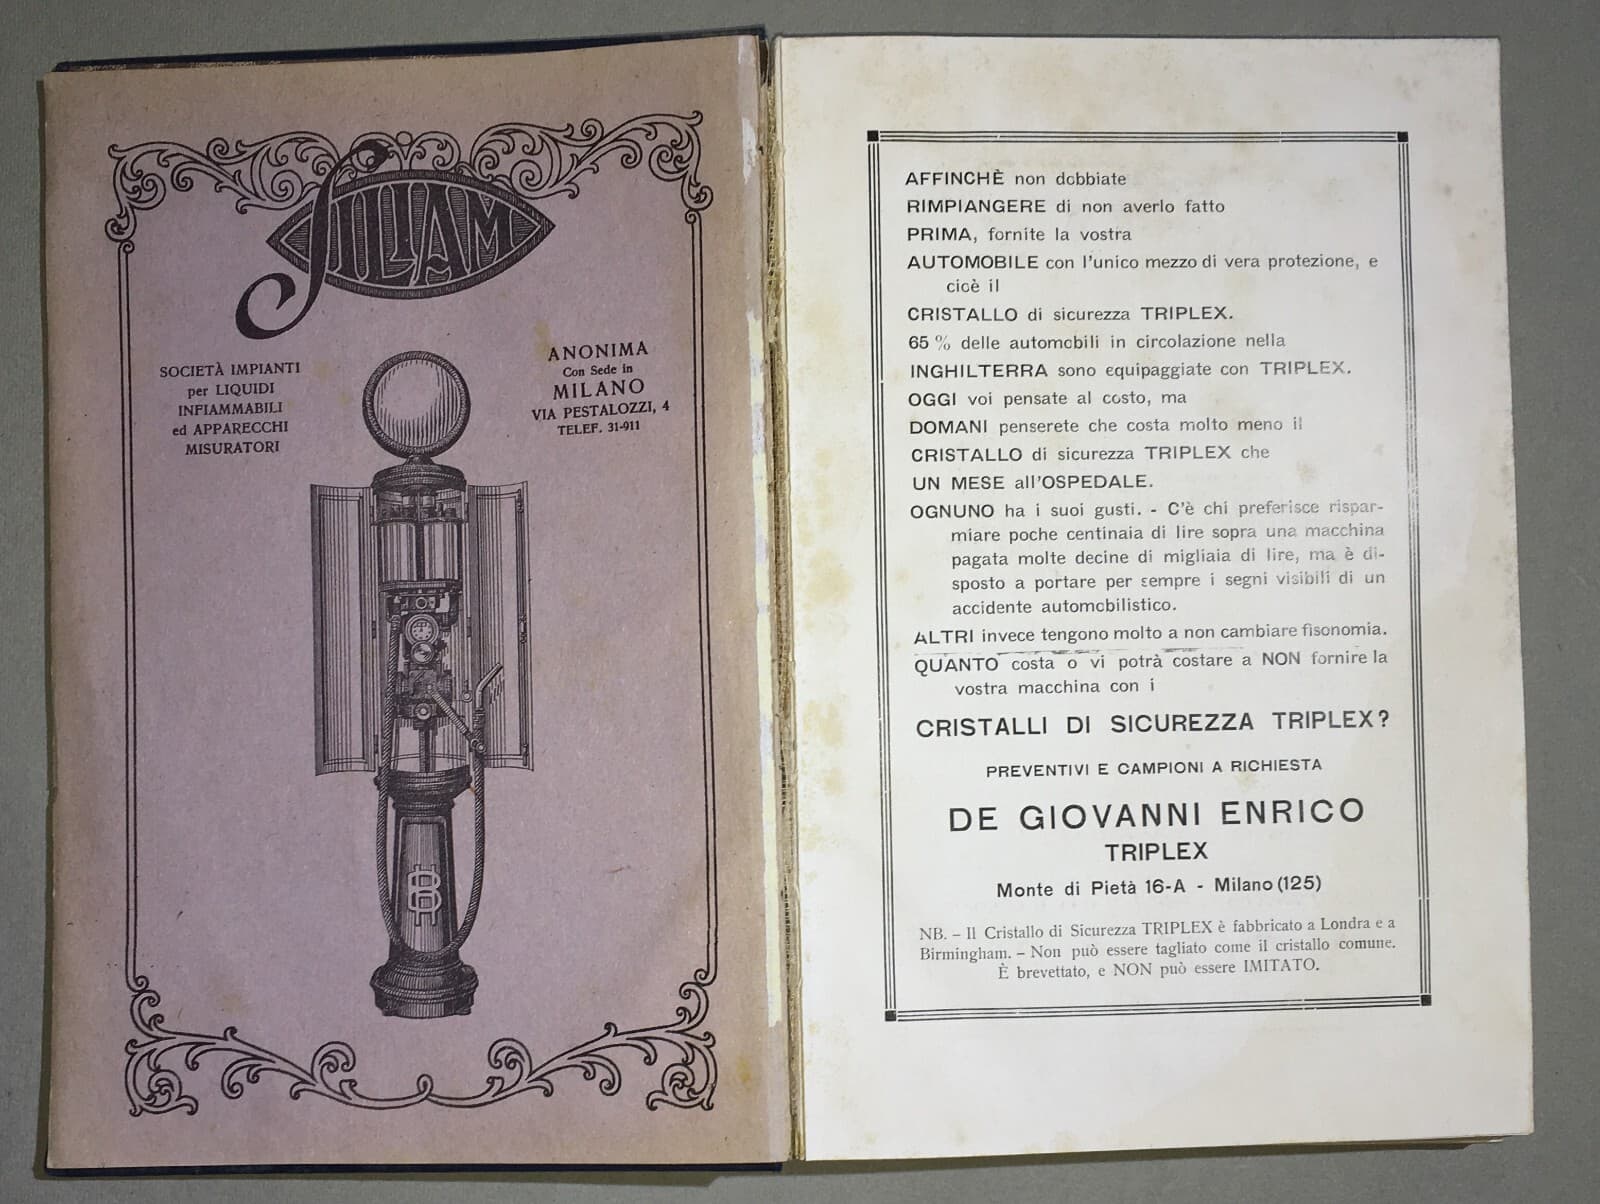 SILIAM
SOCIETÀ IMPIANTI
per LIQUIDI
INFIAMMABILI
ed APPARECCHI
MISURATORI
ANONIMA
Con Sede in
MILANO
VIA PESTALOZZI, 4
TELEF. 31-911
AFFINCHÈ non dobbiate
RIMPIANGERE di non averlo fatto
PRIMA, fornite la vostra
AUTOMOBILE con l'unico mezzo di vera protezione, e
cioè il
CRISTALLO di sicurezza TRIPLEX.
65 % delle automobili in circolazione nella
INGHILTERRA sono equipaggiate con TRIPLEX.
OGGI voi pensate al costo, ma
DOMANI penserete che costa molto meno il
CRISTALLO di sicurezza TRIPLEX che
UN MESE all'OSPEDALE.
OGNUNO ha i suoi gusti. - C'è chi preferisce rispar-
miare poche centinaia di lire sopra una macchina
pagata molte decine di migliaia di lire, ma è di-
sposto a portare per sempre i segni visibili di un
accidente automobilistico.
ALTRI invece tengono molto a non cambiare fisonomia.
QUANTO costa o vi potrà costare a NON fornire la
vostra macchina con i
CRISTALLI DI SICUREZZA TRIPLEX?
PREVENTIVI E CAMPIONI A RICHIESTA
DE GIOVANNI ENRICO
TRIPLEX
Monte di Pietà 16-A - Milano (125)
NB. – Il Cristallo di Sicurezza TRIPLEX è fabbricato a Londra e a
Birmingham. – Non può essere tagliato come il cristallo comune.
È brevettato, e NON può essere IMITATO.